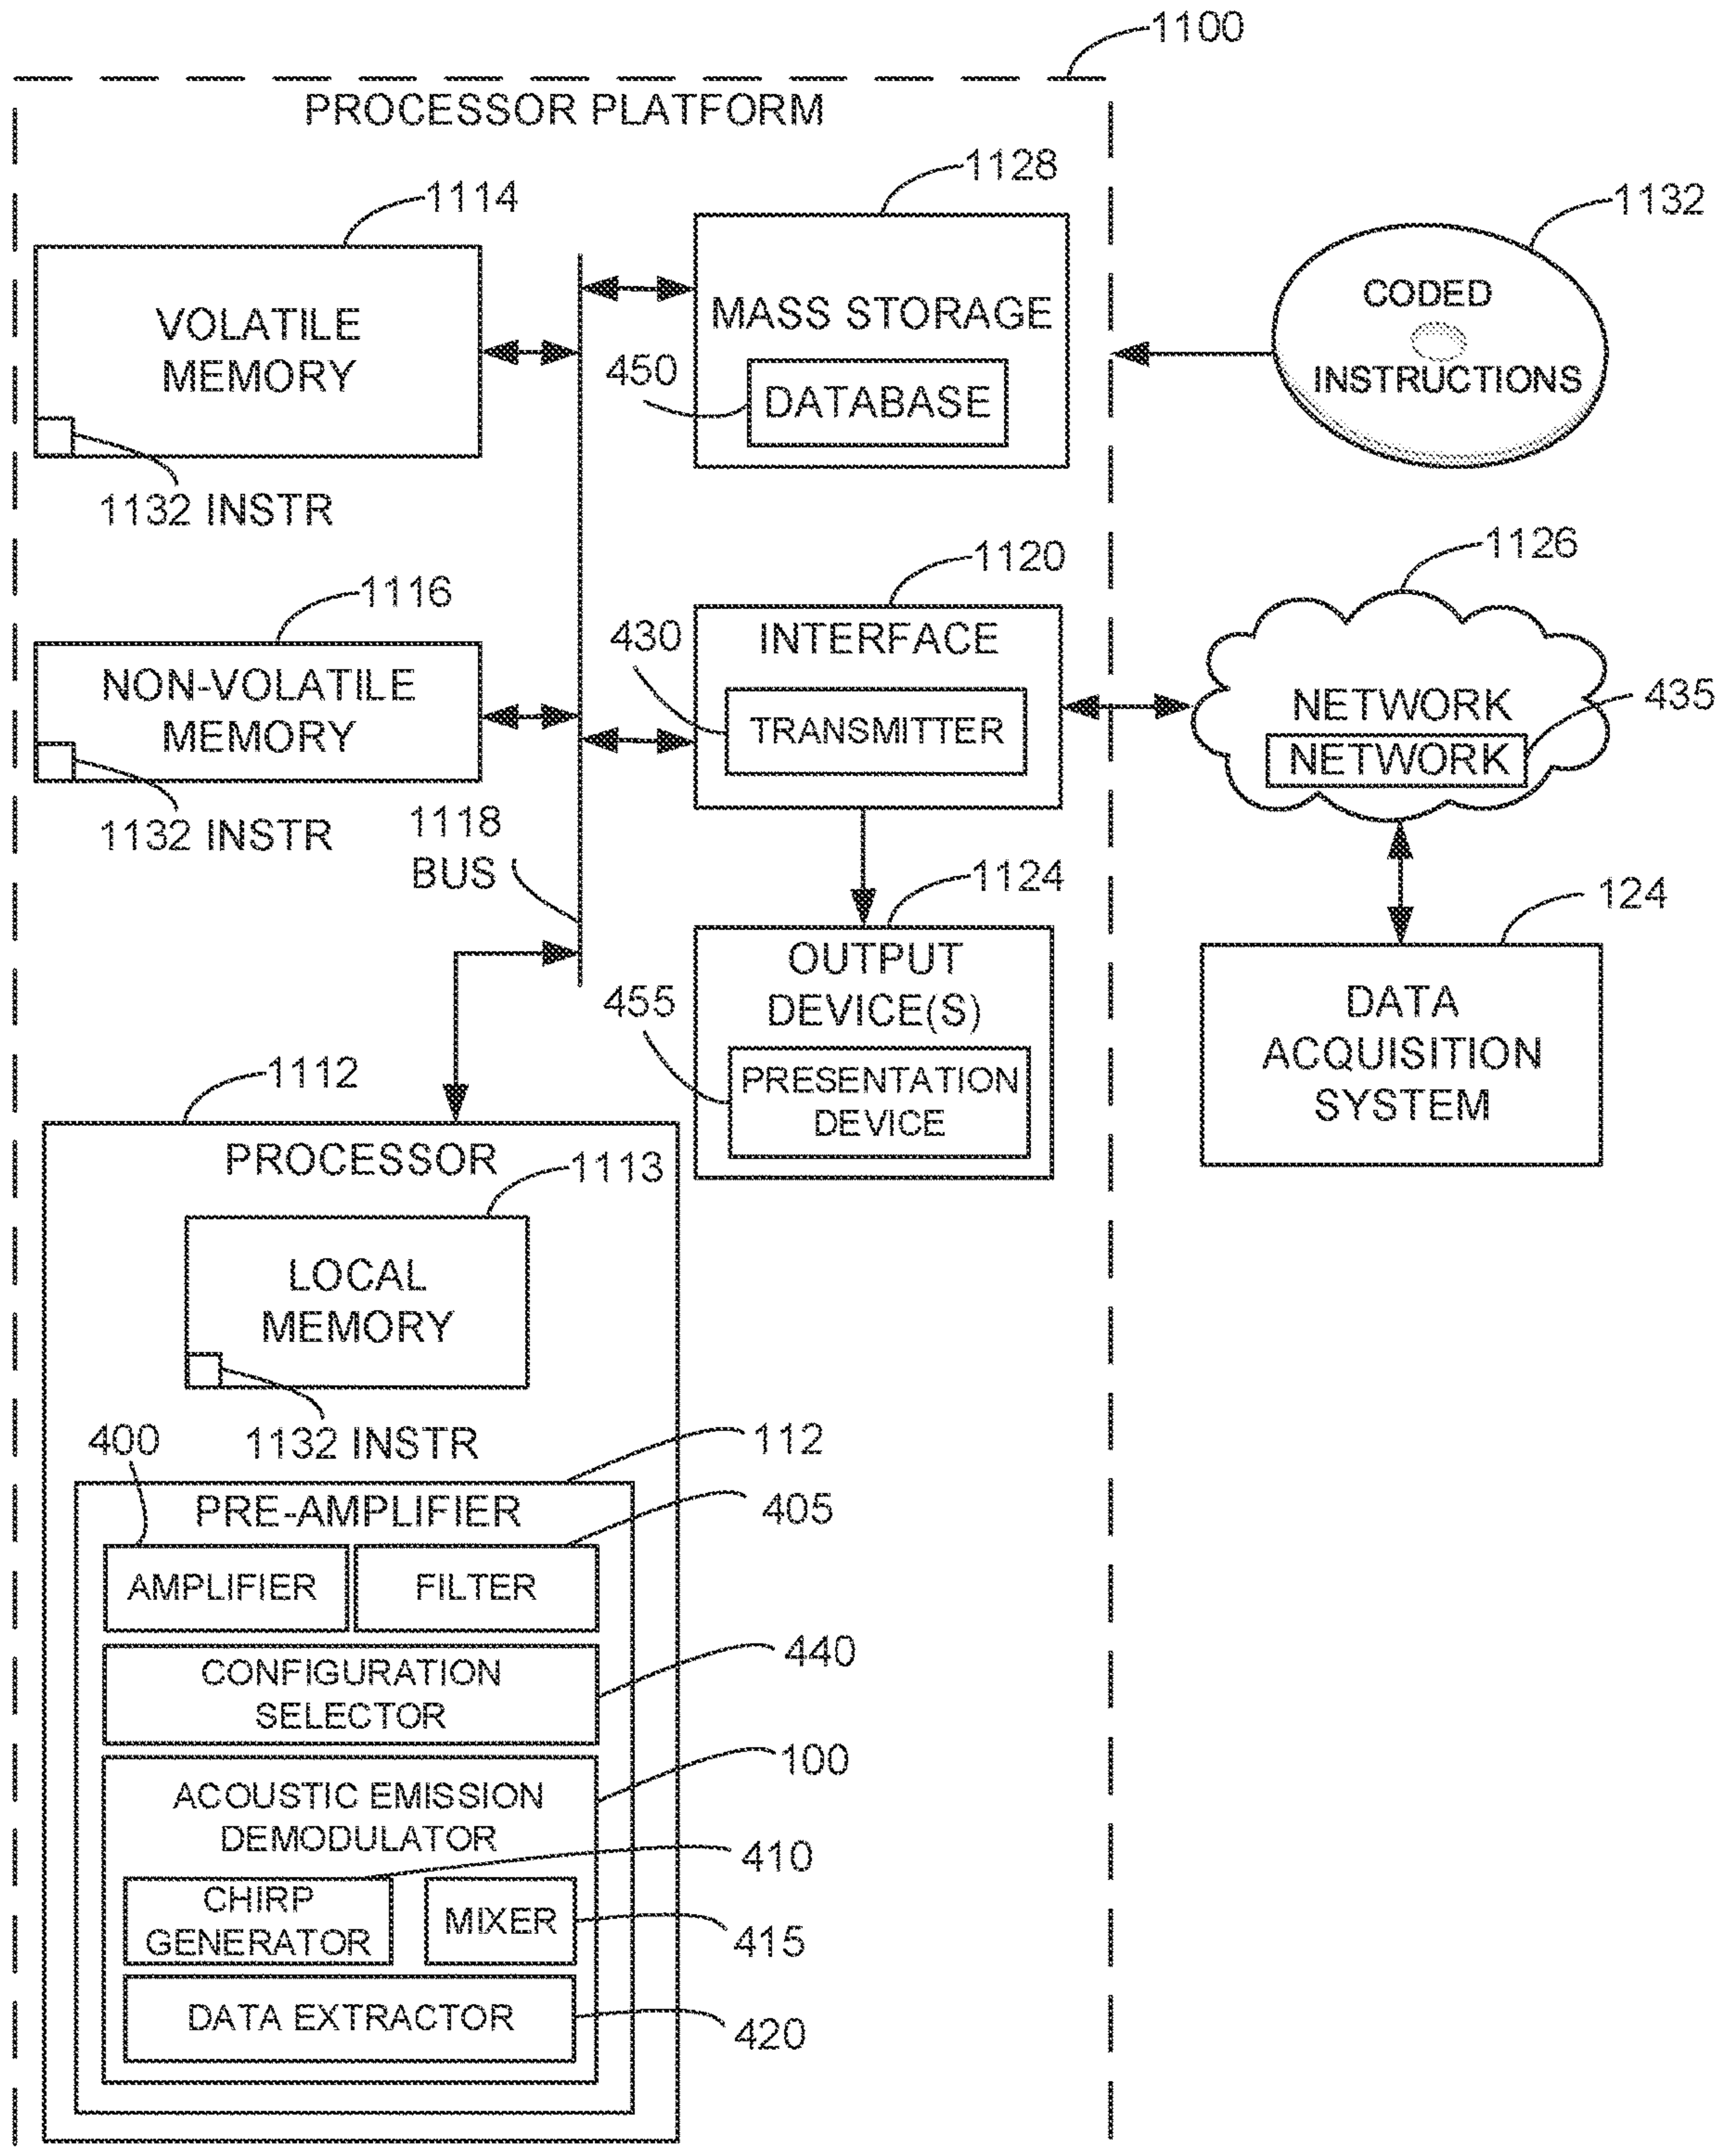 1100
PROCESSOR PLATFORM
1114
VOLATILE
MEMORY
1132 INSTR
1128
MASS STORAGE
450
DATABASE
1132
CODED
INSTRUCTIONS
1116
NON-VOLATILE
MEMORY
1132 INSTR
1120
INTERFACE
430
TRANSMITTER
1126
NETWORK
435
NETWORK
1118
BUS
1124
OUTPUT
DEVICE(S)
455
PRESENTATION
DEVICE
124
DATA
ACQUISITION
SYSTEM
1112
PROCESSOR
1113
LOCAL
MEMORY
1132 INSTR
400
112
PRE-AMPLIFIER
405
AMPLIFIER
FILTER
440
CONFIGURATION
SELECTOR
100
ACOUSTIC EMISSION
DEMODULATOR
410
CHIRP
GENERATOR
MIXER
415
DATA EXTRACTOR
420